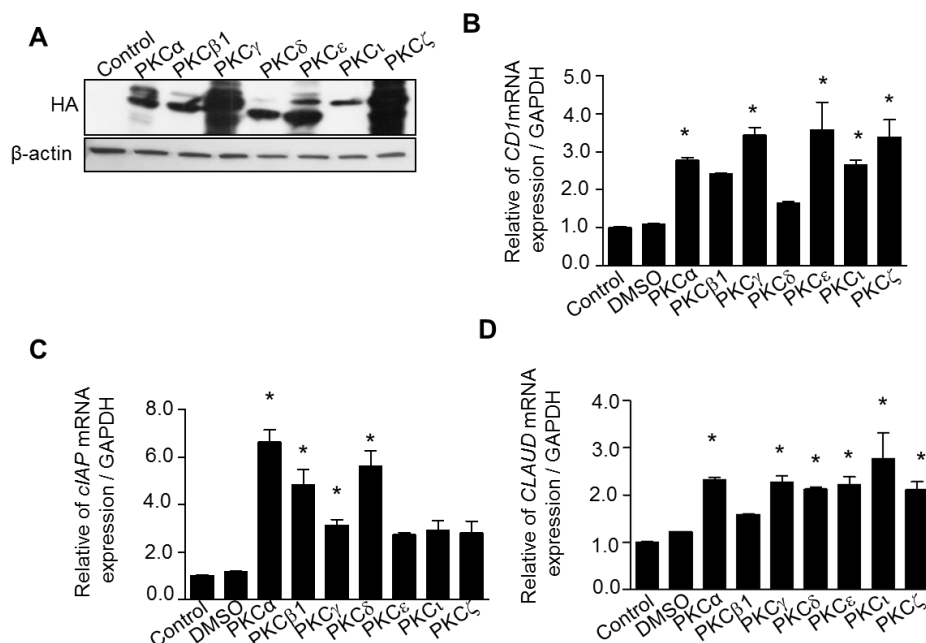 A
Control
PKCα
PKCβ1
PKCγ
PKCδ
PKCε
PKCι
PKCζ
HA
β-actin
B
Relative of CD1mRNA
expression / GAPDH
5.0
4.0
3.0
2.0
1.0
0.0
*
*
*
*
*
Control
DMSO
PKCα
PKCβ1
PKCγ
PKCδ
PKCε
PKCι
PKCζ
C
Relative of cIAP mRNA
expression / GAPDH
8.0
6.0
4.0
2.0
0.0
*
*
*
*
Control
DMSO
PKCα
PKCβ1
PKCγ
PKCδ
PKCε
PKCι
PKCζ
D
Relative of CLAUD mRNA
expression / GAPDH
4.0
3.0
2.0
1.0
0.0
*
*
*
*
*
*
Control
DMSO
PKCα
PKCβ1
PKCγ
PKCδ
PKCε
PKCι
PKCζ